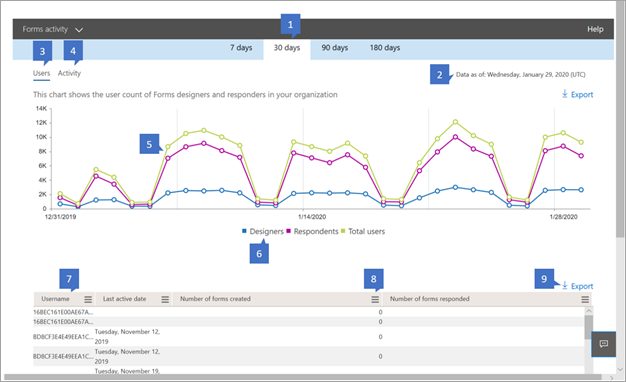 1
Forms activity
Help
7 days 30 days 90 days 180 days
3 4
2
Users Activity
Data as of: Wednesday, January 29, 2020 (UTC)
This chart shows the user count of Forms designers and responders in your organization
Export
14K
12K
10K
8K
6K
4K
2K
0
5
12/31/2019 1/14/2020 1/28/2020
Designers Respondents Total users
6
7 8 9
Export
Username Last active date Number of forms created Number of forms responded
16BEC161E00AE67A... 0
16BEC161E00AE67A... 0
BDBCF3E4E49EEA1C... Tuesday, November 12, 2019 0
BDBCF3E4E49EEA1C... Tuesday, November 12, 2019 0
Tuesday, November 19,